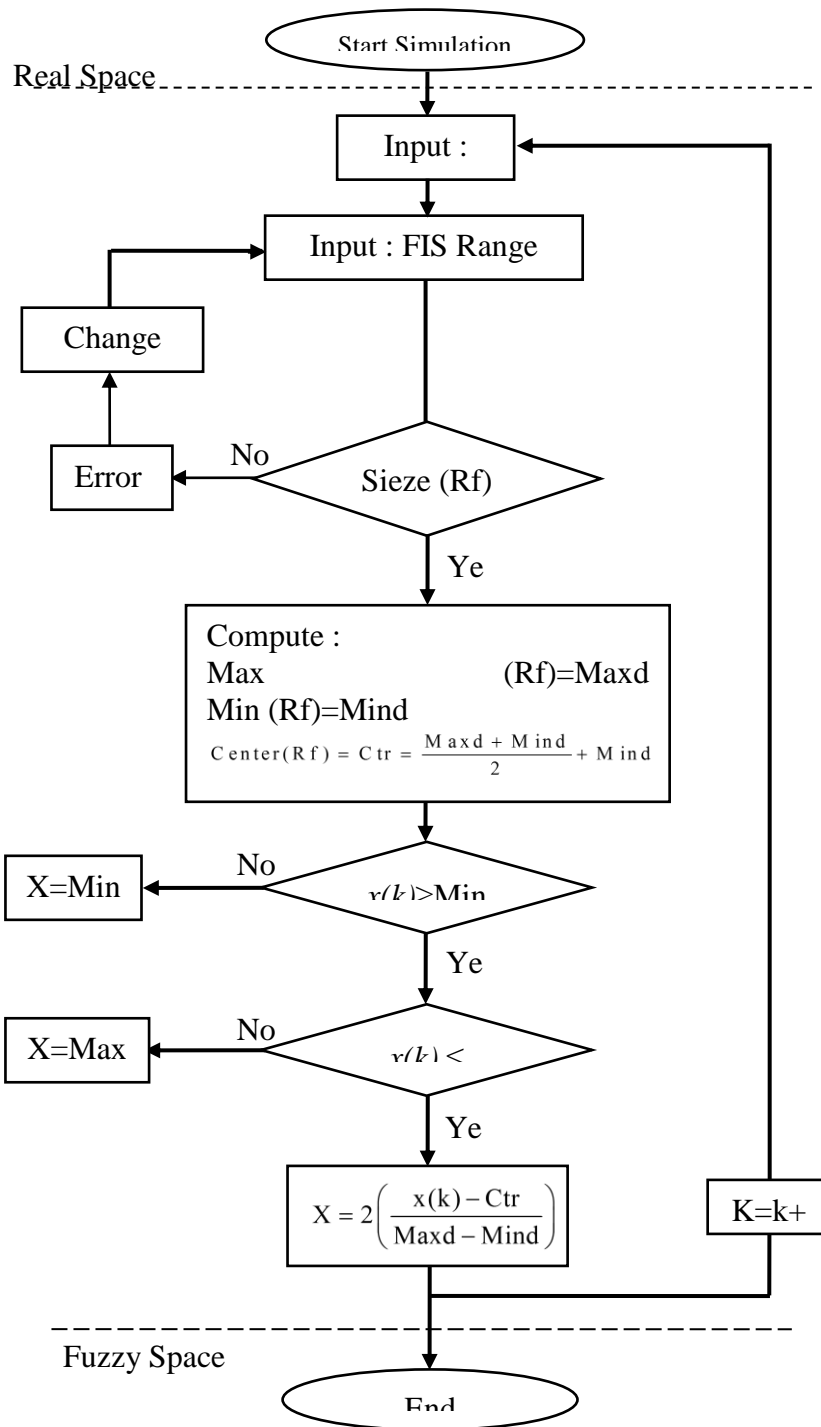 Start Simulation
Real Space
Input :
Input : FIS Range
Change
Error
No
Sieze (Rf)
Ye
Compute :
Max (Rf)=Maxd
Min (Rf)=Mind
Center(Rf) = Ctr = \frac{Maxd + Mind}{2} + Mind
X=Min
No
x(k)>Min
Ye
X=Max
No
x(k)<
Ye
X = 2(\frac{x(k) − Ctr}{Maxd − Mind})
K=k+
Fuzzy Space
End